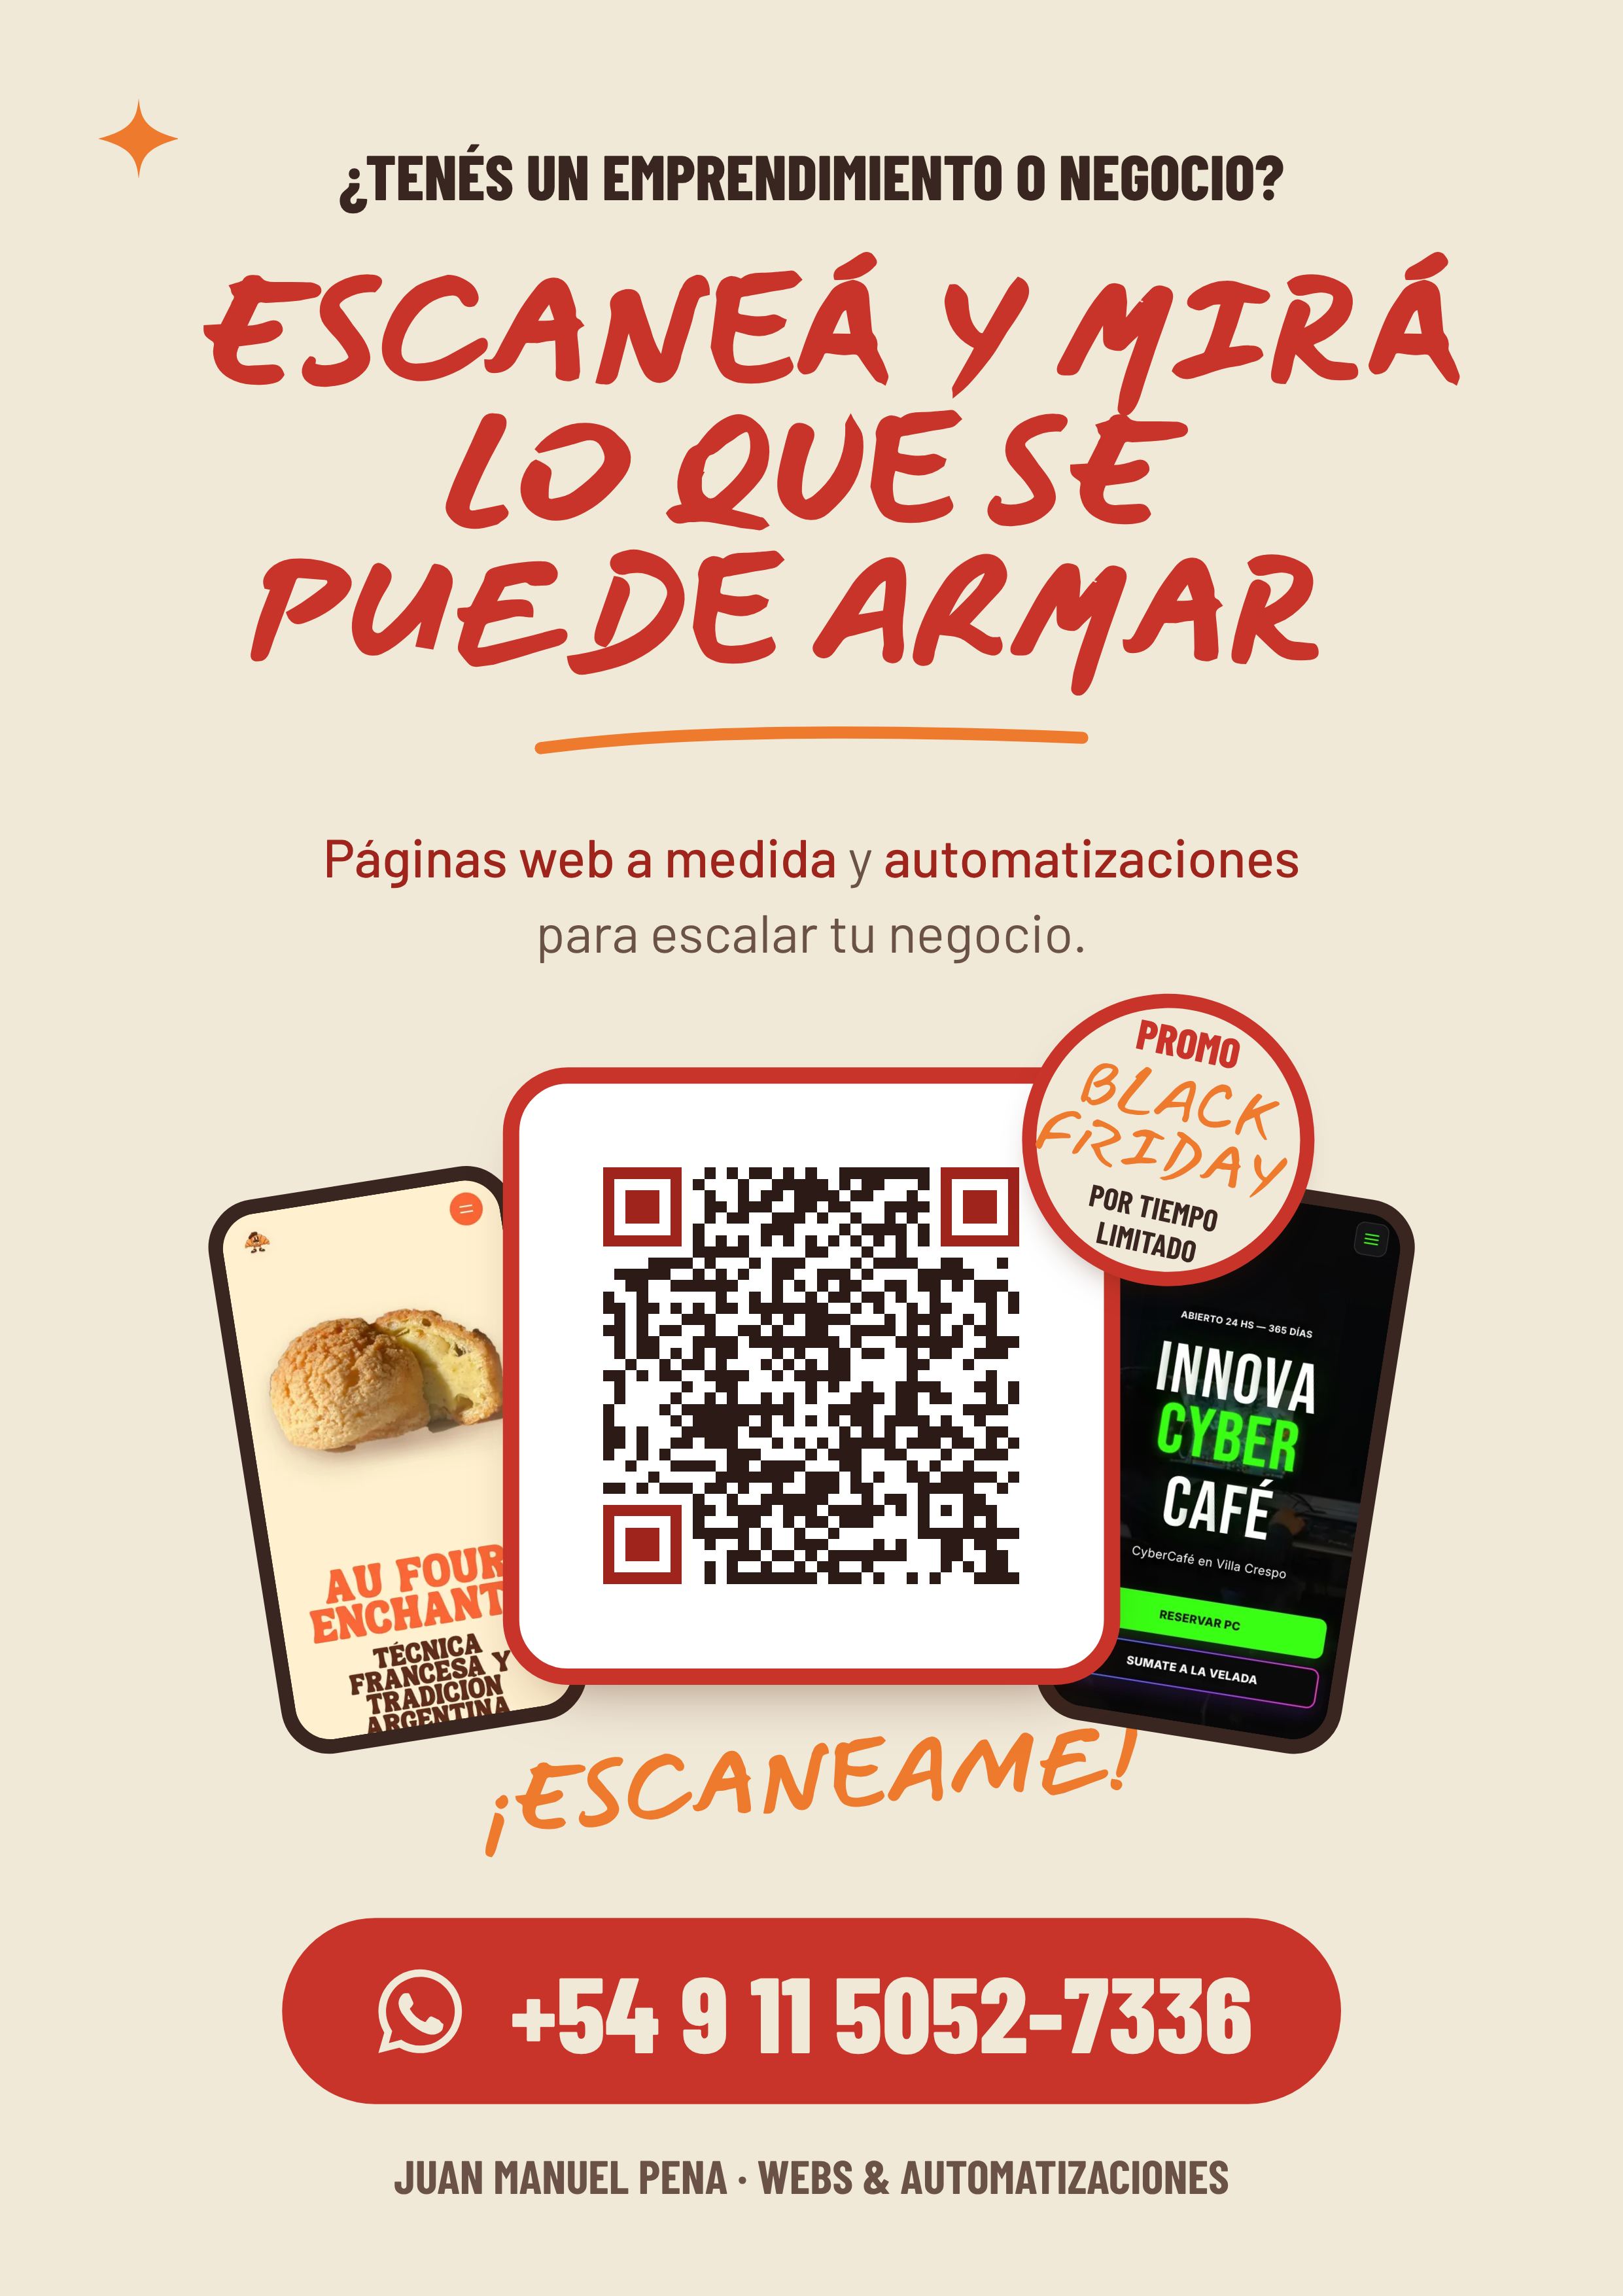 ¿TENÉS UN EMPRENDIMIENTO O NEGOCIO?
ESCANEÁ Y MIRÁ
LO QUE SE
PUEDE ARMAR
Páginas web a medida y automatizaciones
para escalar tu negocio.
PROMO
BLACK
FRIDAY
POR TIEMPO
LIMITADO
AU FOUR
ENCHANT
TÉCNICA
FRANCESA Y
TRADICIÓN
ARGENTINA
ABIERTO 24 HS — 365 DÍAS
INNOVA
CYBER
CAFÉ
CyberCafé en Villa Crespo
RESERVAR PC
SUMATE A LA VELADA
¡ESCANEAME!
+54 9 11 5052-7336
JUAN MANUEL PENA · WEBS & AUTOMATIZACIONES